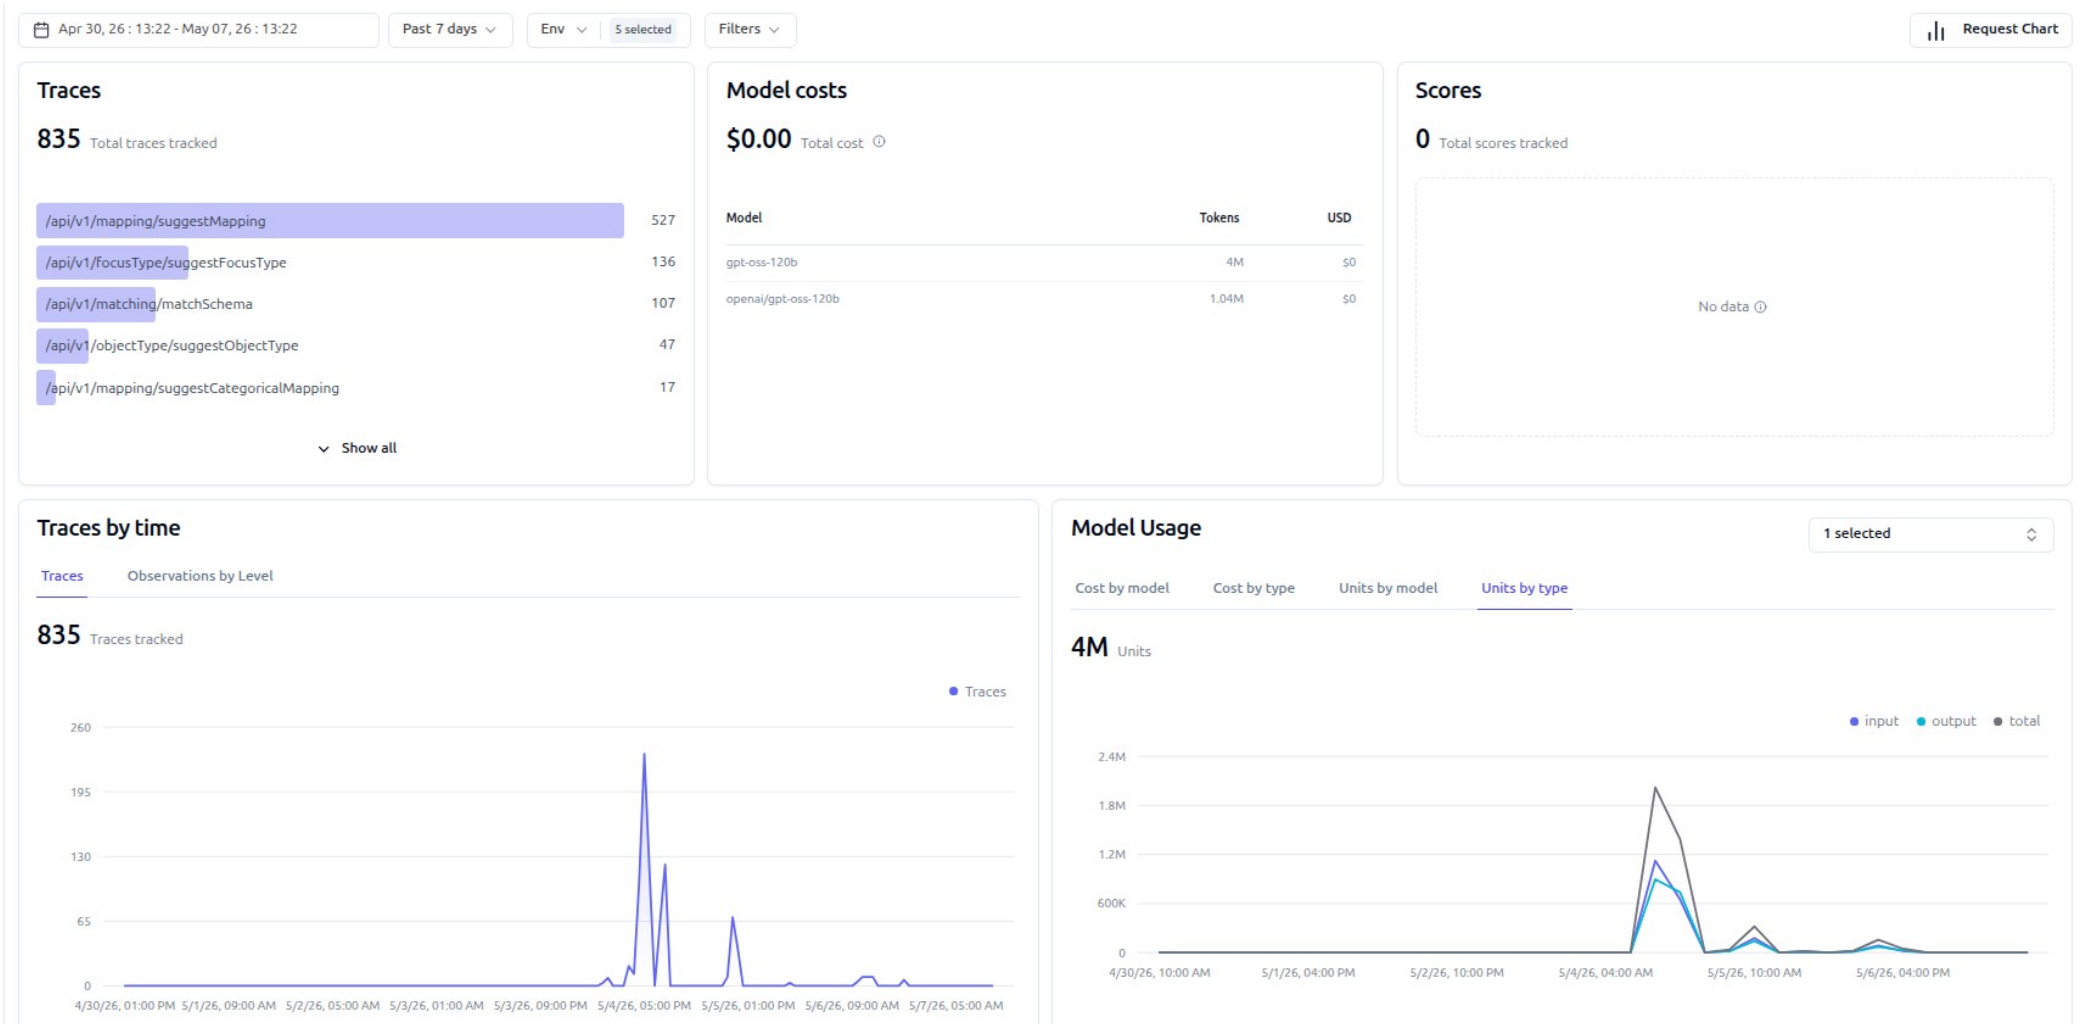 Apr 30, 26 : 13:22 - May 07, 26 : 13:22
Past 7 days
Env
5 selected
Filters
Request Chart
Traces
835 Total traces tracked
/api/v1/mapping/suggestMapping 527
/api/v1/focusType/suggestFocusType 136
/api/v1/matching/matchSchema 107
/api/v1/objectType/suggestObjectType 47
/api/v1/mapping/suggestCategoricalMapping 17
Show all
Model costs
$0.00 Total cost
Model Tokens USD
gpt-oss-120b 4M $0
openai/gpt-oss-120b 1.04M $0
Scores
0 Total scores tracked
No data
Traces by time
Traces Observations by Level
835 Traces tracked
Traces
260
195
130
65
0
4/30/26, 01:00 PM 5/1/26, 09:00 AM 5/2/26, 05:00 AM 5/3/26, 01:00 AM 5/3/26, 09:00 PM 5/4/26, 05:00 PM 5/5/26, 01:00 PM 5/6/26, 09:00 AM 5/7/26, 05:00 AM
Model Usage
1 selected
Cost by model Cost by type Units by model Units by type
4M Units
input output total
2.4M
1.8M
1.2M
600K
0
4/30/26, 10:00 AM 5/1/26, 04:00 PM 5/2/26, 10:00 PM 5/4/26, 04:00 AM 5/5/26, 10:00 AM 5/6/26, 04:00 PM